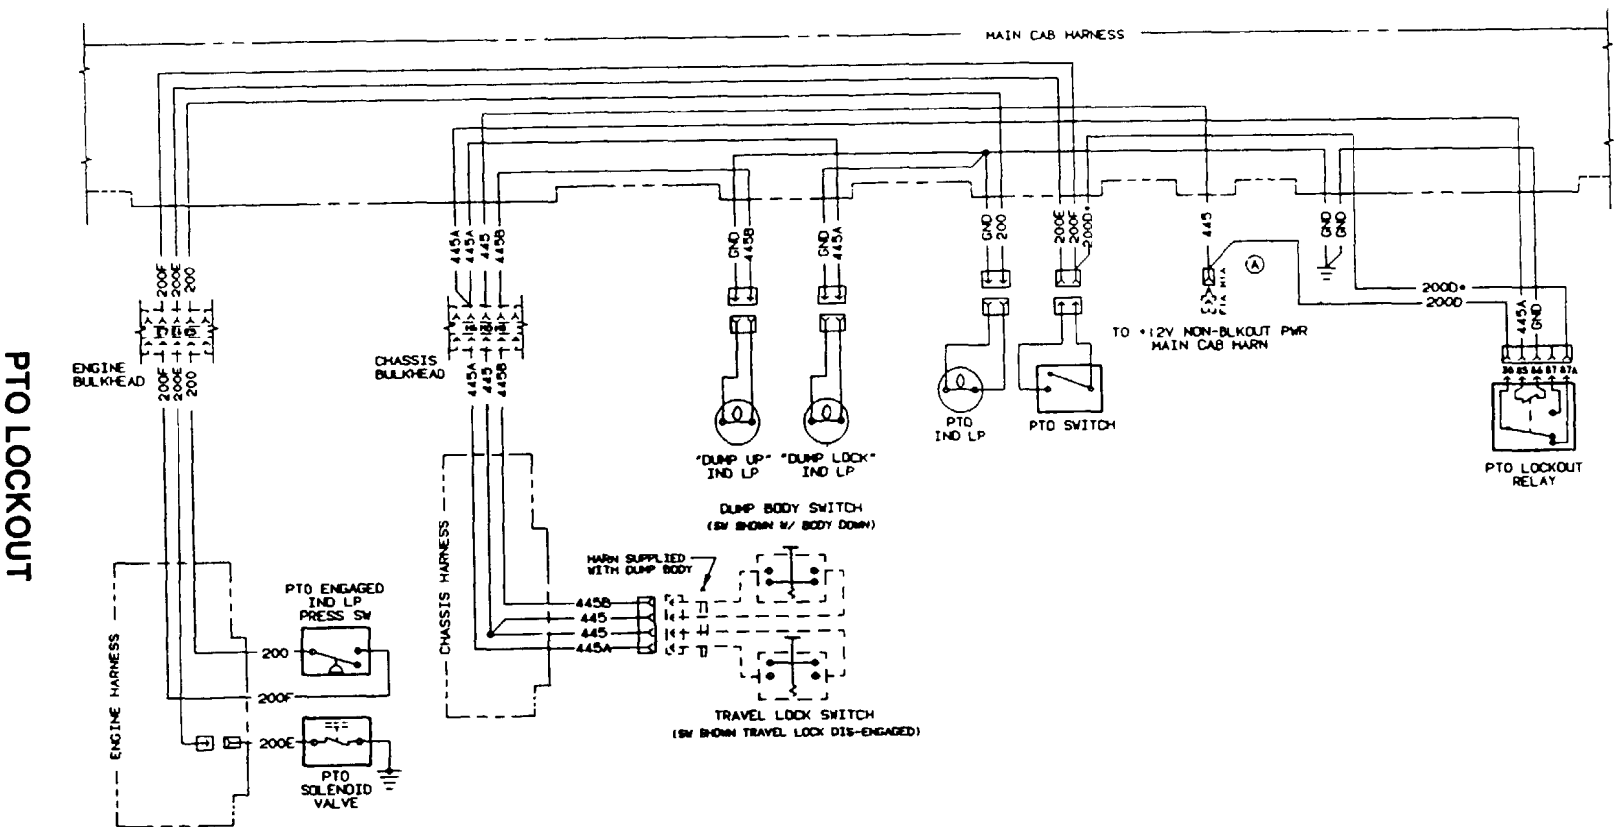 MAIN CAB HARNESS
200F
200E
200
445A
445A
445
445B
GND
445B
GND
445A
GND
200
200E
200F
200D*
445
GND
GND
A
200D*
200D
445A
GND
TO +12V NON-BLKOUT PWR
MAIN CAB HARN
ENGINE
BULKHEAD
200F
200E
200
CHASSIS
BULKHEAD
445A
445
445B
30 85 86 87 87A
PTO LOCKOUT
RELAY
PTO
IND LP
PTO SWITCH
"DUMP UP"
IND LP
"DUMP LOCK"
IND LP
PTO LOCKOUT
DUMP BODY SWITCH
(SW SHOWN W/ BODY DOWN)
HARN SUPPLIED
WITH DUMP BODY
CHASSIS HARNESS
445B
445
445
445A
TRAVEL LOCK SWITCH
(SW SHOWN TRAVEL LOCK DIS-ENGAGED)
ENGINE HARNESS
PTO ENGAGED
IND LP
PRESS SW
200
200F
200E
PTO
SOLENOID
VALVE